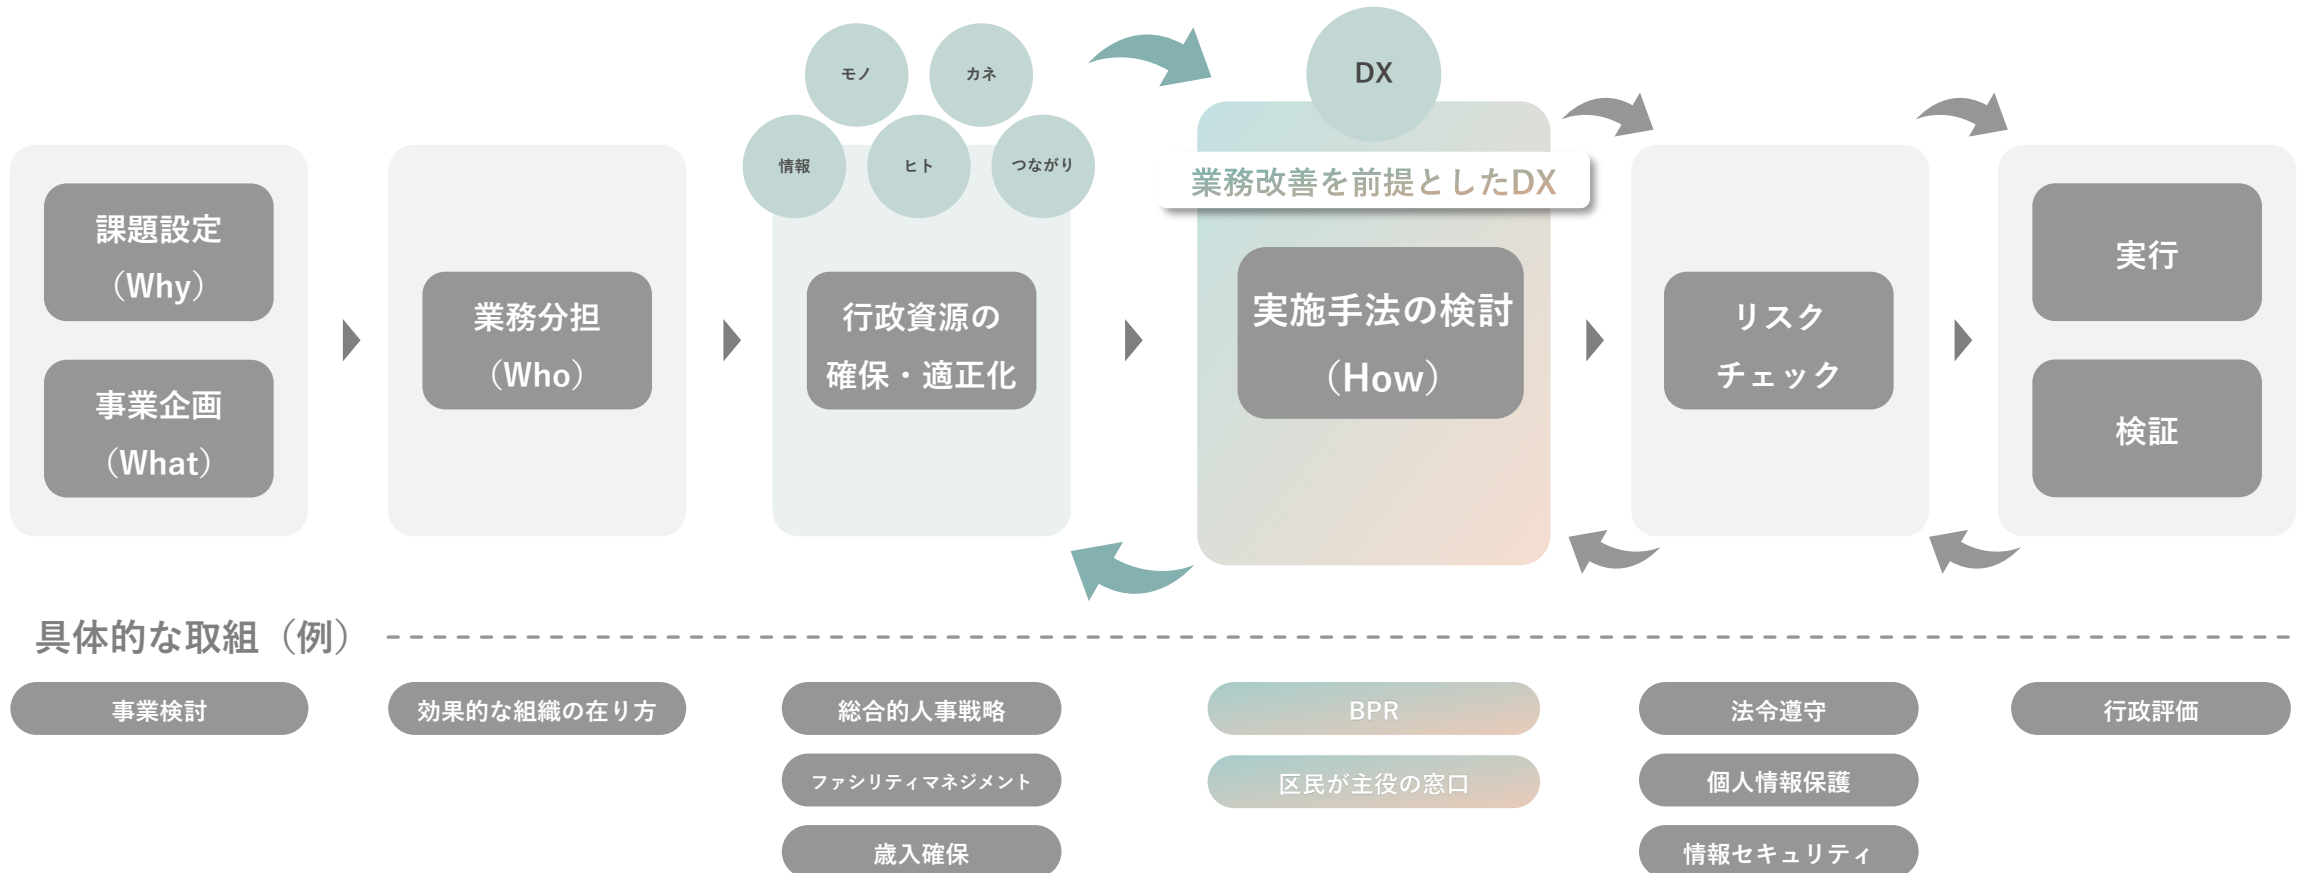 モノ
カネ
DX
情報
ヒト
つながり
業務改善を前提としたDX
課題設定
（Why）
事業企画
（What）
業務分担
（Who）
行政資源の
確保・適正化
実施手法の検討
（How）
リスク
チェック
実行
検証
具体的な取組（例）
事業検討
効果的な組織の在り方
総合的人事戦略
BPR
法令遵守
行政評価
ファシリティマネジメント
区民が主役の窓口
個人情報保護
歳入確保
情報セキュリティ